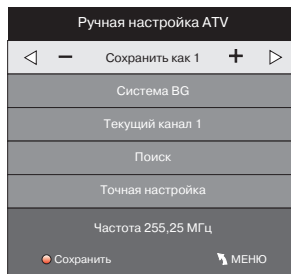 Ручная настройка ATV
− Сохранить как 1 +
Система BG
Текущий канал 1
Поиск
Точная настройка
Частота 255,25 МГц
Сохранить МЕНЮ